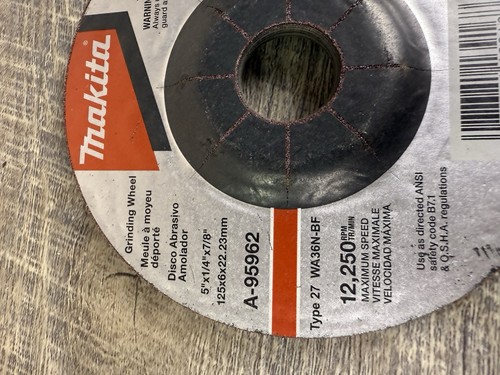 Makita
WARNIN
Always
guard a
Grinding Wheel
Meule à moyeu
déporté
Disco Abrasivo
Amolador
5"x1/4"x7/8"
125x6x22.23mm
A-95962
Type 27 WA36N-BF
12,250 RPM
TR/MIN
MAXIMUM SPEED
VITESSE MAXIMALE
VELOCIDAD MÁXIMA
Use as directed ANSI
safety code B7.1
& O.S.H.A. regulations